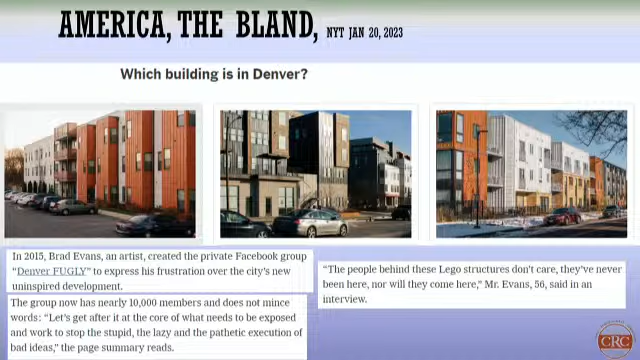 AMERICA, THE BLAND, NYT JAN 20, 2023
Which building is in Denver?
In 2015, Brad Evans, an artist, created the private Facebook group
“Denver FUGLY” to express his frustration over the city’s new
uninspired development.
The group now has nearly 10,000 members and does not mince
words: “Let’s get after it at the core of what needs to be exposed
and work to stop the stupid, the lazy and the pathetic execution of
bad ideas,” the page summary reads.
“The people behind these Lego structures don’t care, they’ve never
been here, nor will they come here,” Mr. Evans, 56, said in an
interview.
CRC